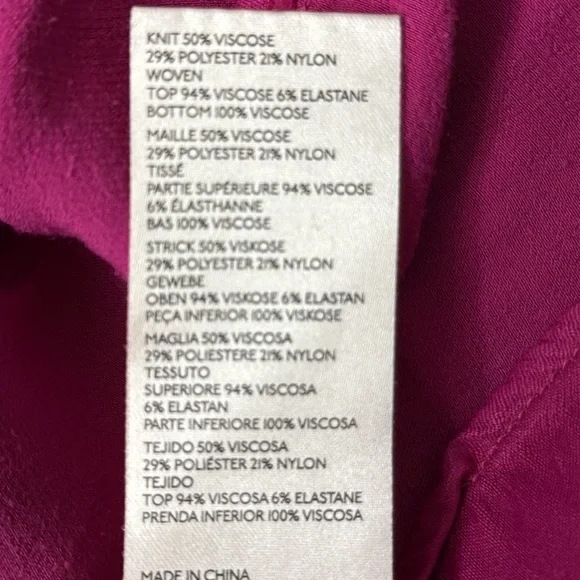 KNIT 50% VISCOSE
29% POLYESTER 21% NYLON
WOVEN
TOP 94% VISCOSE 6% ELASTANE
BOTTOM 100% VISCOSE
MAILLE 50% VISCOSE
29% POLYESTER 21% NYLON
TISSÉ
PARTIE SUPÉRIEURE 94% VISCOSE
6% ÉLASTHANNE
BAS 100% VISCOSE
STRICK 50% VISKOSE
29% POLYESTER 21% NYLON
GEWEBE
OBEN 94% VISKOSE 6% ELASTAN
PEÇA INFERIOR 100% VISKOSE
MAGLIA 50% VISCOSA
29% POLIESTERE 21% NYLON
TESSUTO
SUPERIORE 94% VISCOSA
6% ELASTAN
PARTE INFERIORE 100% VISCOSA
TEJIDO 50% VISCOSA
29% POLIÉSTER 21% NYLON
TEJIDO
TOP 94% VISCOSA 6% ELASTANE
PRENDA INFERIOR 100% VISCOSA
MADE IN CHINA